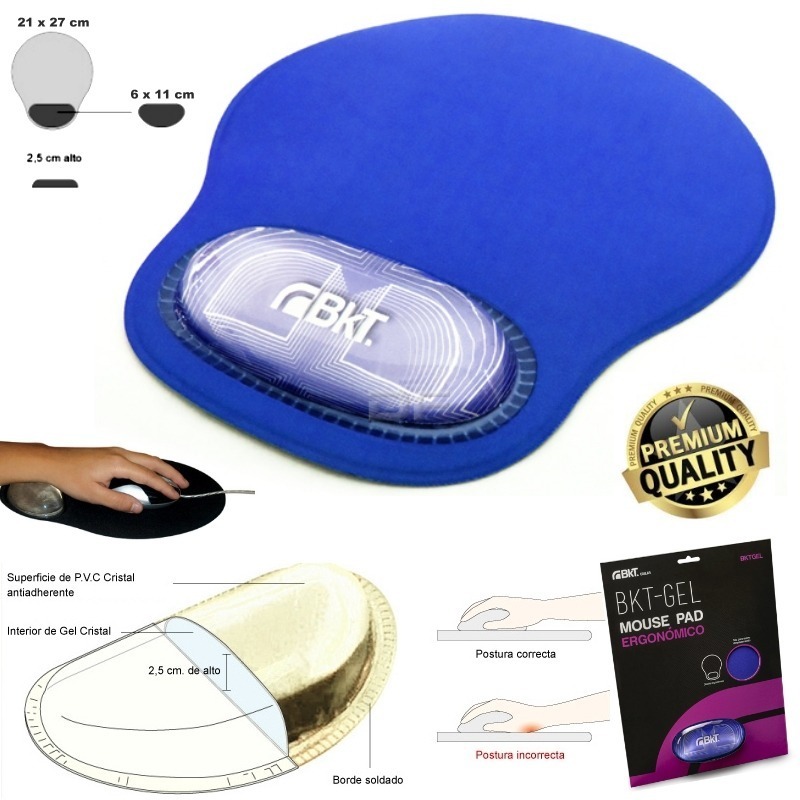 21 x 27 cm
6 x 11 cm
2,5 cm alto
BKT.
PREMIUM QUALITY
PREMIUM
QUALITY
Superficie de P.V.C Cristal
antiadherente
Interior de Gel Cristal
2,5 cm. de alto
Borde soldado
Postura correcta
Postura incorrecta
BKT.
BKTGEL
BKT-GEL
MOUSE PAD
ERGONÓMICO
BKT.